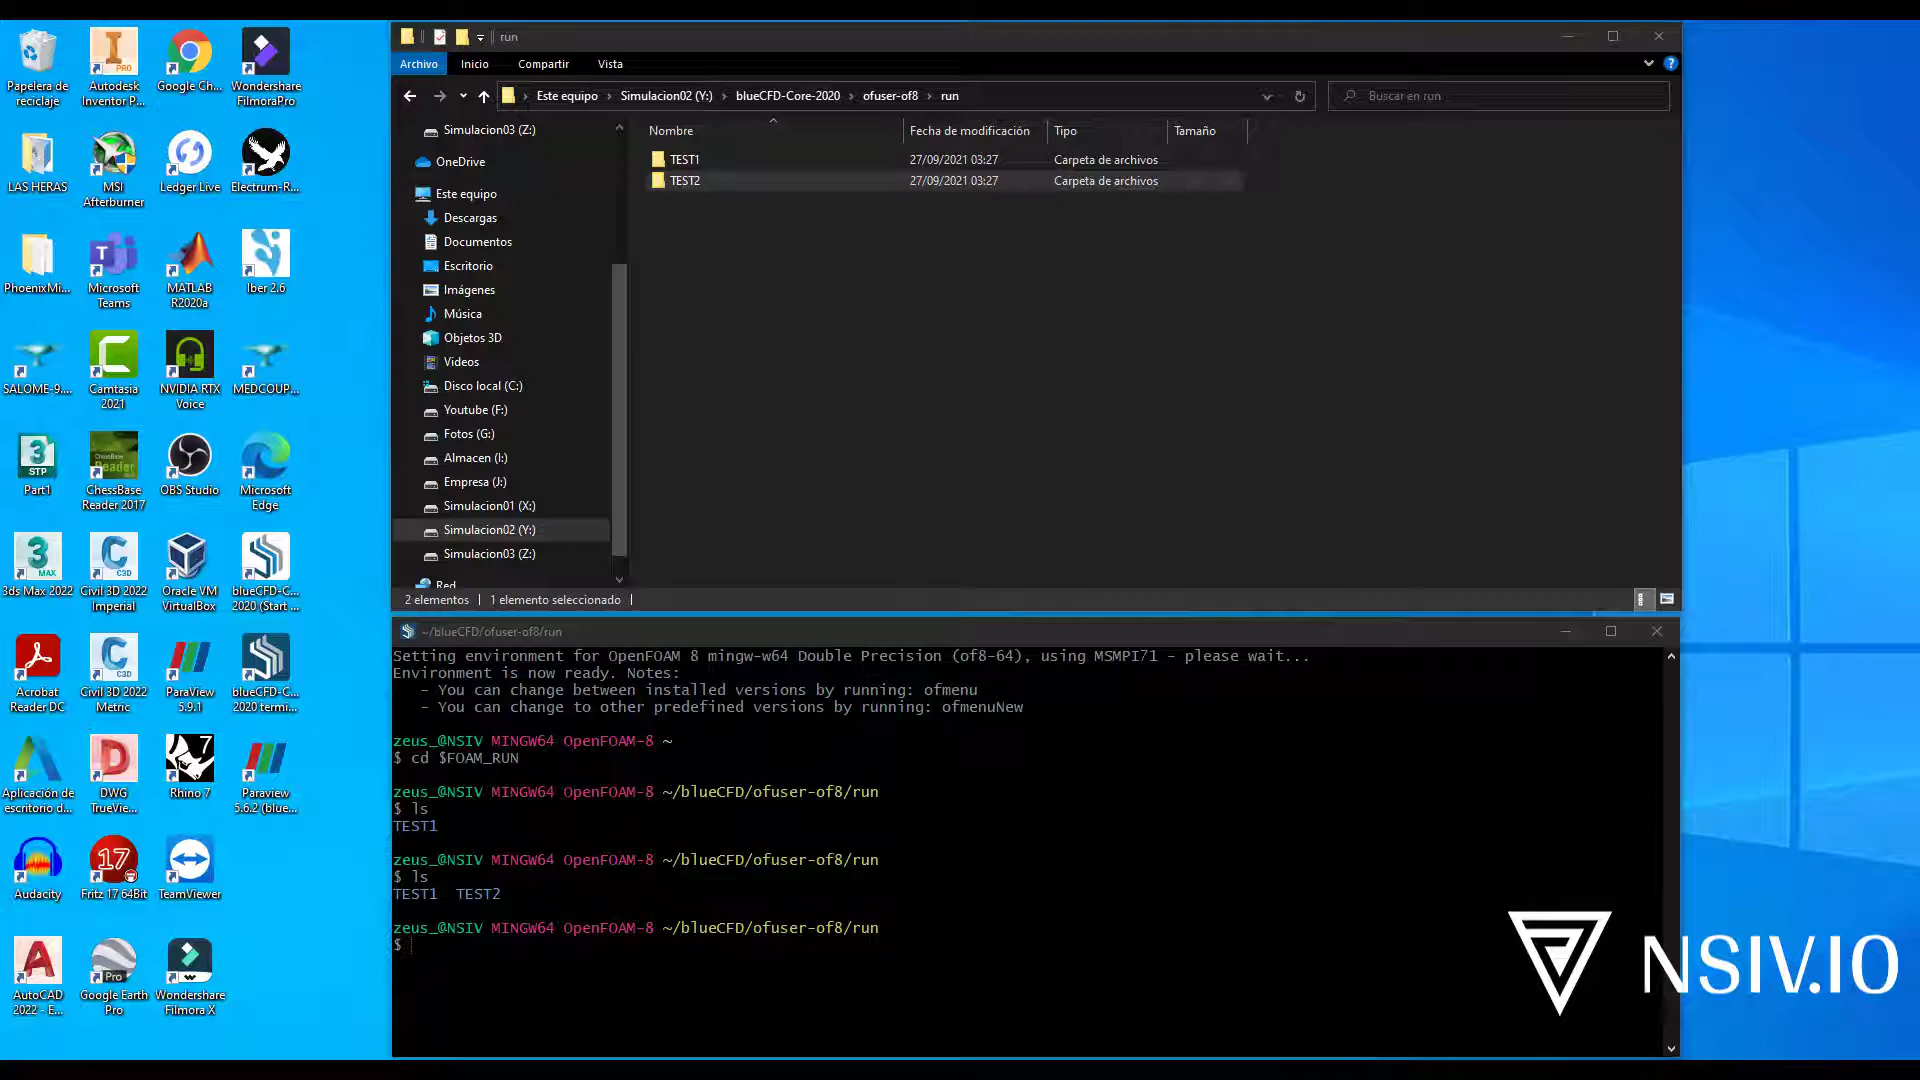 Papelera de reciclaje
Autodesk Inventor P...
Google Ch...
Wondershare FilmoraPro
LAS HERAS
MSI Afterburner
Ledger Live
Electrum-R...
PhoenixMi...
Microsoft Teams
MATLAB R2020a
Iber 2.6
SALOME-9....
Camtasia 2021
NVIDIA RTX Voice
MEDCOUP...
Part1
ChessBase Reader 2017
OBS Studio
Microsoft Edge
3ds Max 2022
Civil 3D 2022 Imperial
Oracle VM VirtualBox
blueCFD-C... 2020 (Start ...
Acrobat Reader DC
Civil 3D 2022 Metric
ParaView 5.9.1
blueCFD-C... 2020 termi...
Aplicación de escritorio d...
DWG TrueVie...
Rhino 7
Paraview 5.6.2 (blue...
Audacity
Fritz 17 64Bit
TeamViewer
AutoCAD 2022 - E...
Google Earth Pro
Wondershare Filmora X
run
Archivo Inicio Compartir Vista
Este equipo › Simulacion02 (Y:) › blueCFD-Core-2020 › ofuser-of8 › run
Buscar en run
Simulacion03 (Z:)
OneDrive
Este equipo
Descargas
Documentos
Escritorio
Imágenes
Música
Objetos 3D
Videos
Disco local (C:)
Youtube (F:)
Fotos (G:)
Almacen (I:)
Empresa (J:)
Simulacion01 (X:)
Simulacion02 (Y:)
Simulacion03 (Z:)
Red
Nombre Fecha de modificación Tipo Tamaño
TEST1 27/09/2021 03:27 Carpeta de archivos
TEST2 27/09/2021 03:27 Carpeta de archivos
2 elementos | 1 elemento seleccionado |
~/blueCFD/ofuser-of8/run
Setting environment for OpenFOAM 8 mingw-w64 Double Precision (of8-64), using MSMPI71 - please wait...
Environment is now ready. Notes:
- You can change between installed versions by running: ofmenu
- You can change to other predefined versions by running: ofmenuNew
zeus_@NSIV MINGW64 OpenFOAM-8 ~
$ cd $FOAM_RUN
zeus_@NSIV MINGW64 OpenFOAM-8 ~/blueCFD/ofuser-of8/run
$ ls
TEST1
zeus_@NSIV MINGW64 OpenFOAM-8 ~/blueCFD/ofuser-of8/run
$ ls
TEST1 TEST2
zeus_@NSIV MINGW64 OpenFOAM-8 ~/blueCFD/ofuser-of8/run
$
NSIV.IO